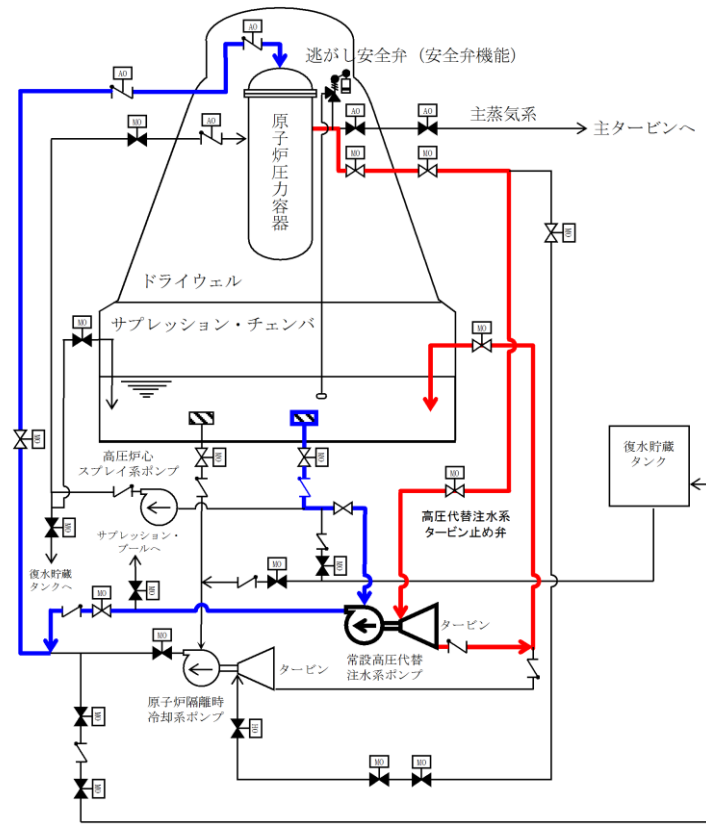 AO
AO
逃がし安全弁（安全弁機能）
MO
AO
原子炉圧力容器
AO
AO
主蒸気系
主タービンへ
MO
MO
MO
ドライウェル
サプレッション・チェンバ
MO
MO
MO
高圧炉心
スプレイ系ポンプ
MO
MO
MO
復水貯蔵
タンク
高圧代替注水系
タービン止め弁
MO
サプレッション・
プールへ
MO
復水貯蔵
タンクへ
MO
MO
MO
MO
タービン
常設高圧代替
注水系ポンプ
MO
タービン
原子炉隔離時
冷却系ポンプ
MO
HO
MO
MO
MO